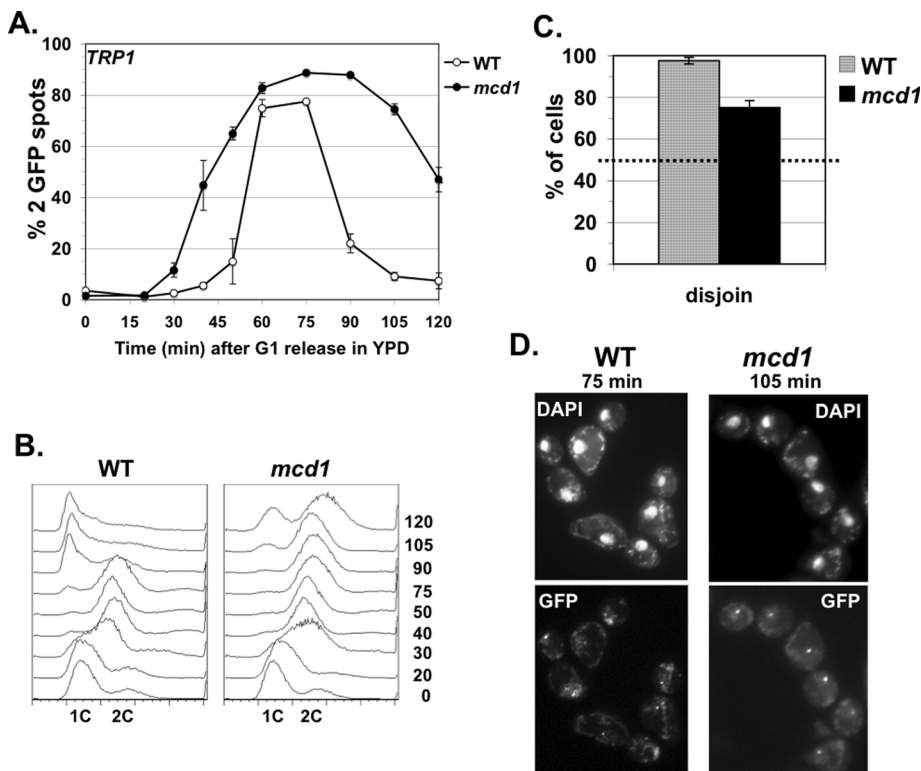 A.
TRP1
% 2 GFP spots
100
80
60
40
20
0
0 15 30 45 60 75 90 105 120
Time (min) after G1 release in YPD
WT
mcd1
B.
WT mcd1
120
105
90
75
50
40
30
20
0
1C 2C 1C 2C
C.
% of cells
100
80
60
40
20
0
disjoin
WT
mcd1
D.
WT mcd1
75 min 105 min
DAPI DAPI
GFP GFP